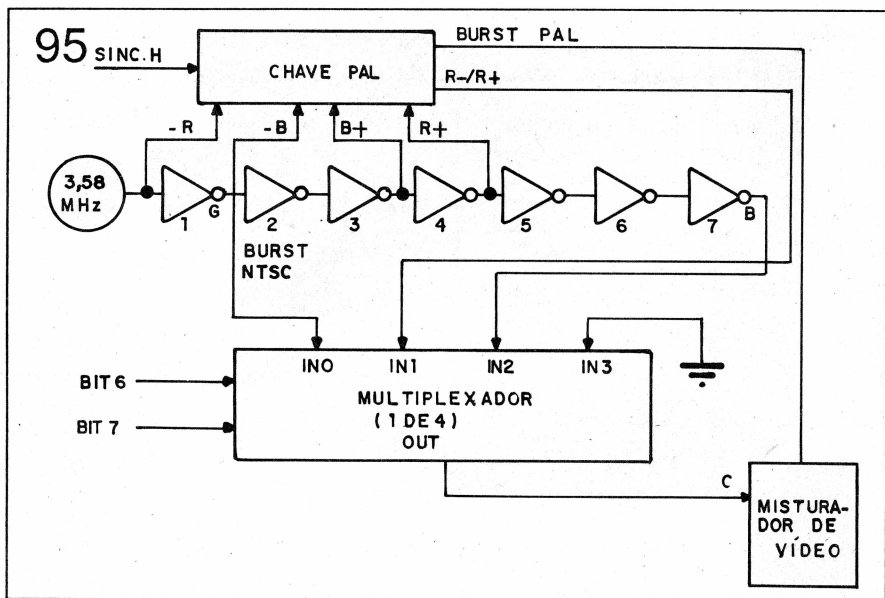 95
SINC.H
CHAVE PAL
BURST PAL
R-/R+
-R
-B
B+
R+
3,58
MHz
1
G
2
3
4
5
6
7
B
BURST
NTSC
IN0
IN1
IN2
IN3
BIT 6
BIT 7
MULTIPLEXADOR
(1 DE 4)
OUT
C
MISTURA-
DOR DE
VÍDEO